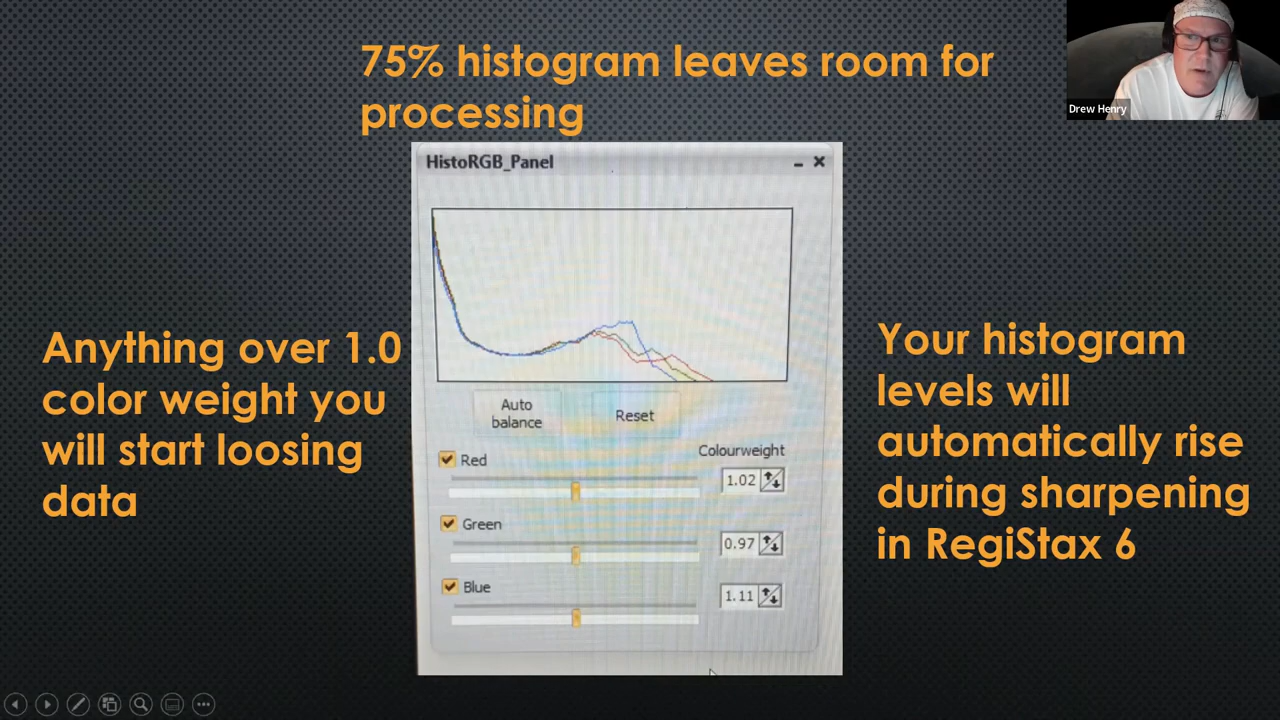 75% histogram leaves room for
processing
Drew Henry
HistoRGB_Panel
Anything over 1.0
color weight you
will start loosing
data
Auto
balance
Reset
Colourweight
Red
1.02
Green
0.97
Blue
1.11
Your histogram
levels will
automatically rise
during sharpening
in RegiStax 6